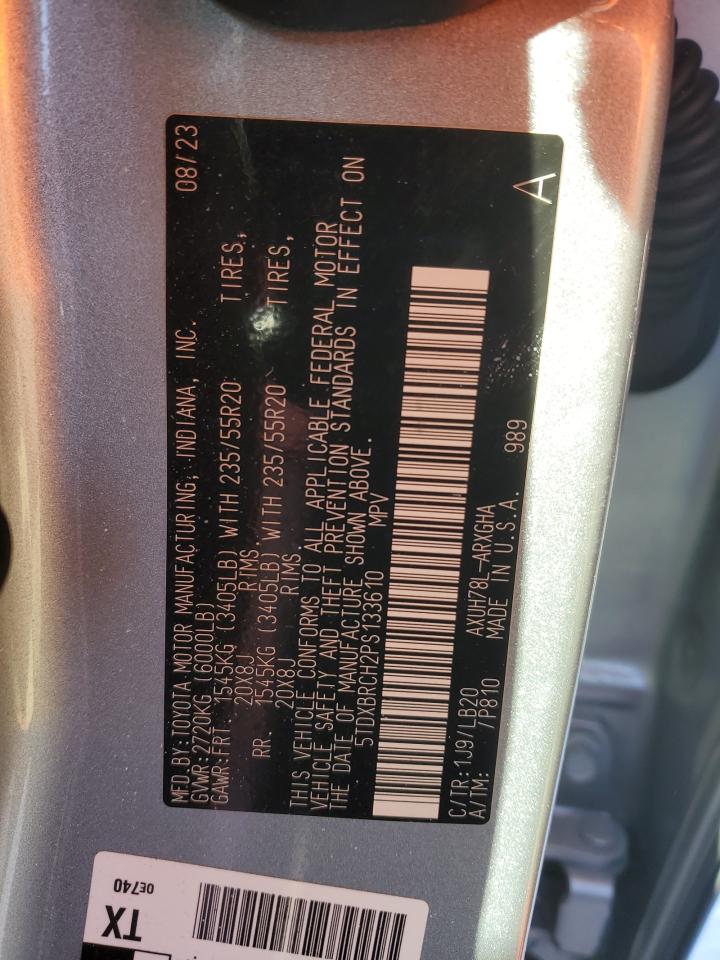 MFD.BY:TOYOTA MOTOR MANUFACTURING, INDIANA, INC. 08/23
GVWR:2720KG (6000LB)
GAWR:FRT. 1545KG (3405LB) WITH 235/55R20 TIRES,
20X8J RIMS
RR. 1545KG (3405LB) WITH 235/55R20 TIRES,
20X8J RIMS.
THIS VEHICLE CONFORMS TO ALL APPLICABLE FEDERAL MOTOR
VEHICLE SAFETY AND THEFT PREVENTION STANDARDS IN EFFECT ON
THE DATE OF MANUFACTURE SHOWN ABOVE.
5TDXBRCH2PS133610 MPV
C/TR:1J9/LB20 AXUH78L-ARXGHA 989
A/TM: /P810 MADE IN U.S.A. A
TX
0E740